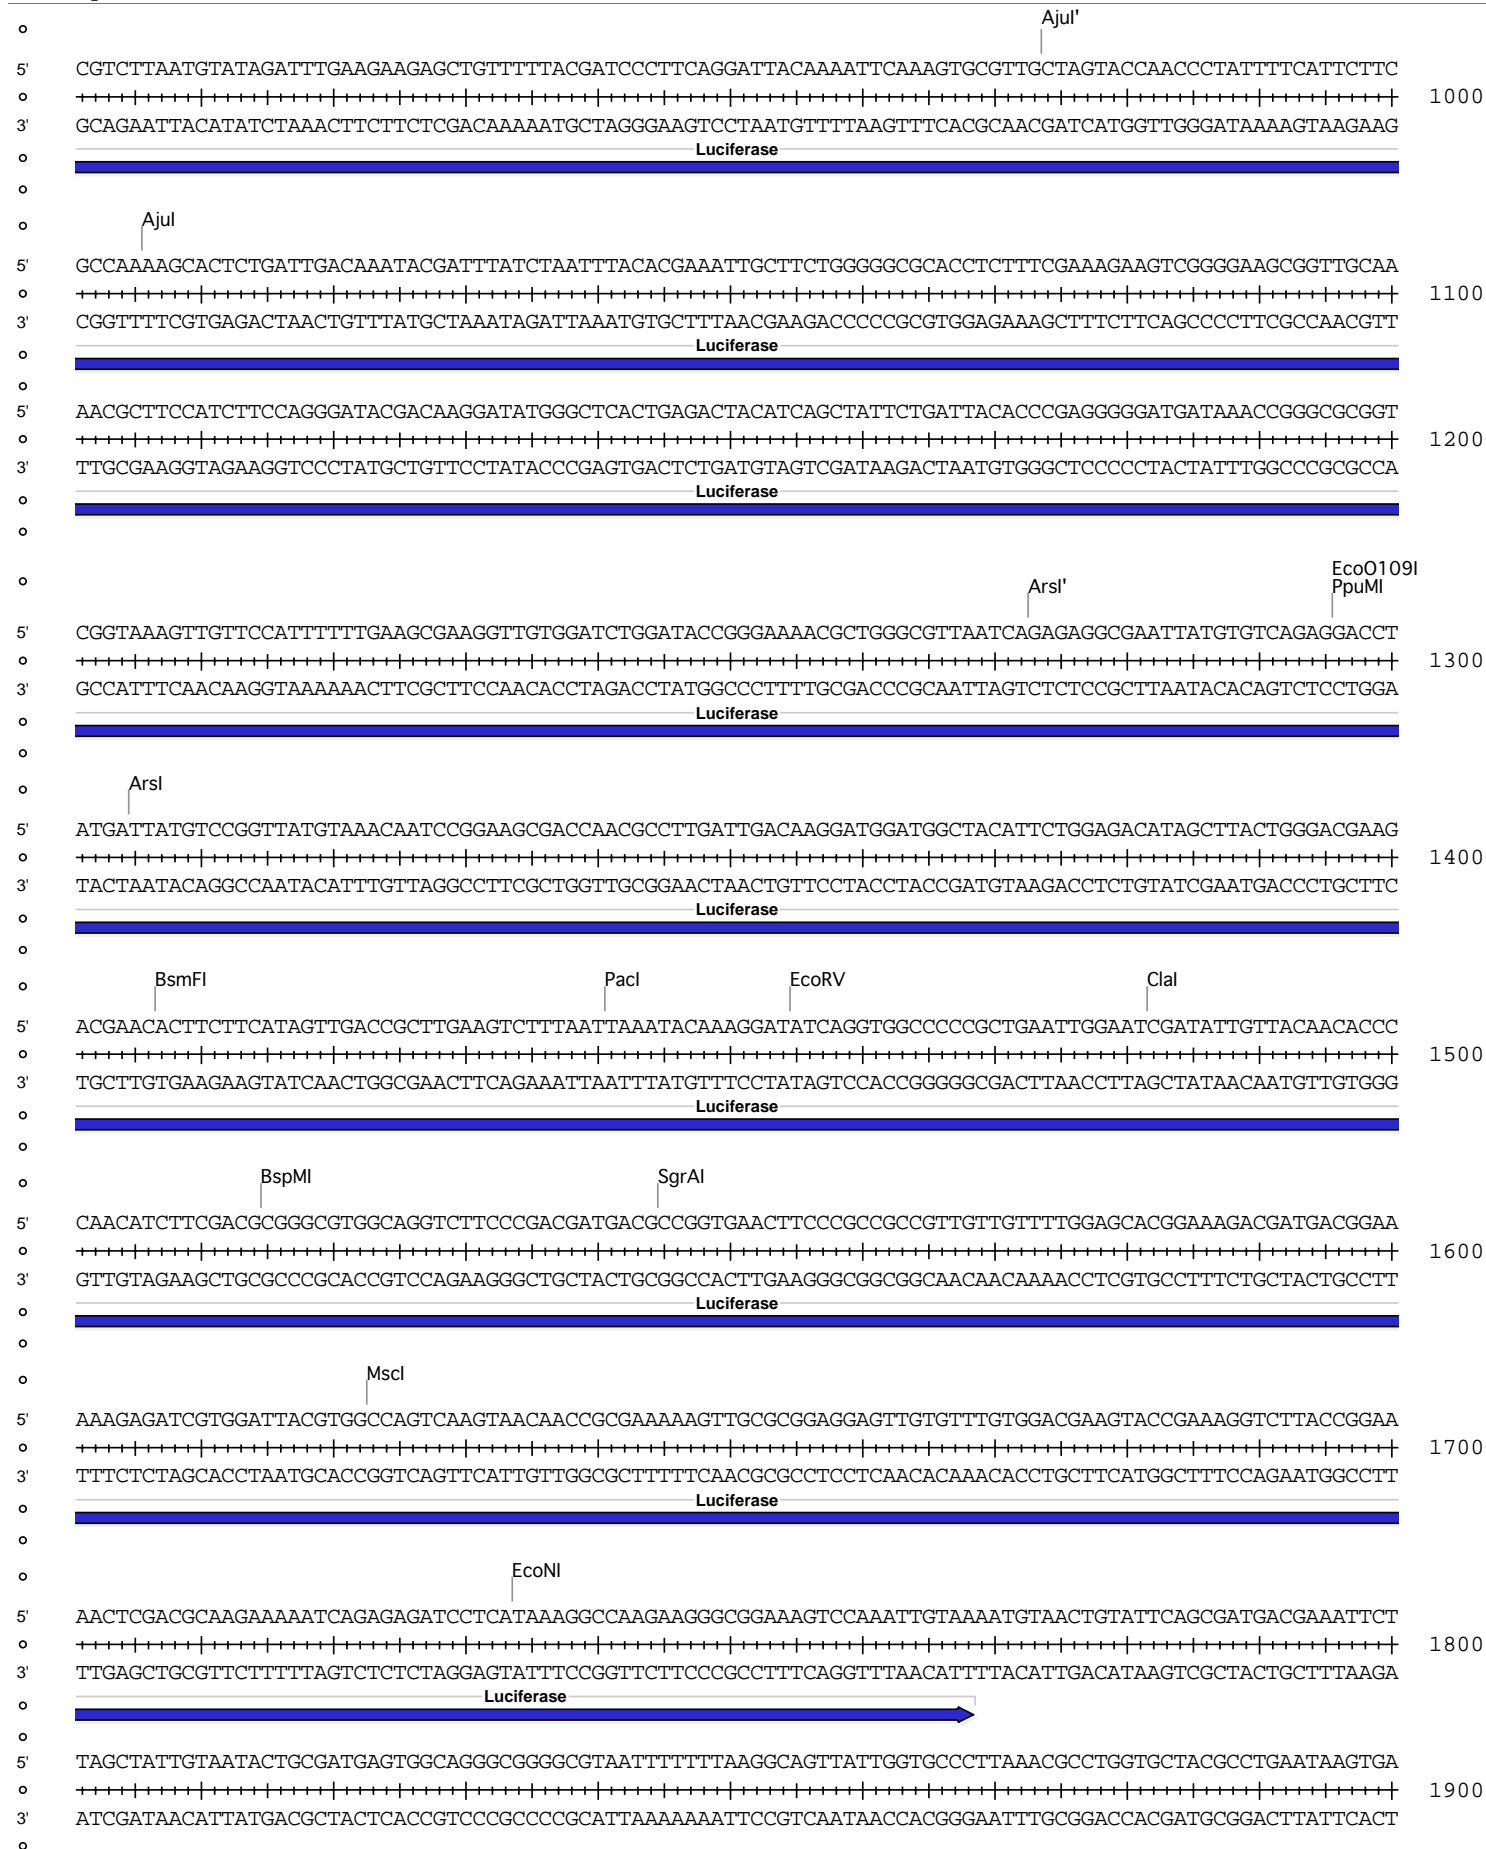 AjuI'
5' CGTCTTAATGTATAGATTTGAAGAAGAGCTGTTTTTACGATCCCTTCAGGATTACAAAATTCAAAGTGCGTTGCTAGTACCAACCCTATTTTCATTCTTC
1000
3' GCAGAATTACATATCTAAACTTCTTCTCGACAAAAATGCTAGGGAAGTCCTAATGTTTTAAGTTTCACGCAACGATCATGGTTGGGATAAAAGTAAGAAG
Luciferase
AjuI
5' GCCAAAAGCACTCTGATTGACAAATACGATTTATCTAATTTACACGAAATTGCTTCTGGGGGCGCACCTCTTTCGAAAGAAGTCGGGGAAGCGGTTGCAA
1100
3' CGGTTTTCGTGAGACTAACTGTTTATGCTAAATAGATTAAATGTGCTTTAACGAAGACCCCCGCGTGGAGAAAGCTTTCTTCAGCCCCTTCGCCAACGTT
Luciferase
5' AACGCTTCCATCTTCCAGGGATACGACAAGGATATGGGCTCACTGAGACTACATCAGCTATTCTGATTACACCCGAGGGGGATGATAAACCGGGCGCGGT
1200
3' TTGCGAAGGTAGAAGGTCCCTATGCTGTTCCTATACCCGAGTGACTCTGATGTAGTCGATAAGACTAATGTGGGCTCCCCCTACTATTTGGCCCGCGCCA
Luciferase
EcoO109I
ArsI' PpuMI
5' CGGTAAAGTTGTTCCATTTTTTGAAGCGAAGGTTGTGGATCTGGATACCGGGAAAACGCTGGGCGTTAATCAGAGAGGCGAATTATGTGTCAGAGGACCT
1300
3' GCCATTTCAACAAGGTAAAAAACTTCGCTTCCAACACCTAGACCTATGGCCCTTTTGCGACCCGCAATTAGTCTCTCCGCTTAATACACAGTCTCCTGGA
Luciferase
ArsI
5' ATGATTATGTCCGGTTATGTAAACAATCCGGAAGCGACCAACGCCTTGATTGACAAGGATGGATGGCTACATTCTGGAGACATAGCTTACTGGGACGAAG
1400
3' TACTAATACAGGCCAATACATTTGTTAGGCCTTCGCTGGTTGCGGAACTAACTGTTCCTACCTACCGATGTAAGACCTCTGTATCGAATGACCCTGCTTC
Luciferase
BsmFI PacI EcoRV ClaI
5' ACGAACACTTCTTCATAGTTGACCGCTTGAAGTCTTTAATTAAATACAAAGGATATCAGGTGGCCCCCGCTGAATTGGAATCGATATTGTTACAACACCC
1500
3' TGCTTGTGAAGAAGTATCAACTGGCGAACTTCAGAAATTAATTTATGTTTCCTATAGTCCACCGGGGGCGACTTAACCTTAGCTATAACAATGTTGTGGG
Luciferase
BspMI SgrAI
5' CAACATCTTCGACGCGGGCGTGGCAGGTCTTCCCGACGATGACGCCGGTGAACTTCCCGCCGCCGTTGTTGTTTTGGAGCACGGAAAGACGATGACGGAA
1600
3' GTTGTAGAAGCTGCGCCCGCACCGTCCAGAAGGGCTGCTACTGCGGCCACTTGAAGGGCGGCGGCAACAACAAAACCTCGTGCCTTTCTGCTACTGCCTT
Luciferase
MscI
5' AAAGAGATCGTGGATTACGTGGCCAGTCAAGTAACAACCGCGAAAAAGTTGCGCGGAGGAGTTGTGTTTGTGGACGAAGTACCGAAAGGTCTTACCGGAA
1700
3' TTTCTCTAGCACCTAATGCACCGGTCAGTTCATTGTTGGCGCTTTTTCAACGCGCCTCCTCAACACAAACACCTGCTTCATGGCTTTCCAGAATGGCCTT
Luciferase
EcoNI
5' AACTCGACGCAAGAAAAATCAGAGAGATCCTCATAAAGGCCAAGAAGGGCGGAAAGTCCAAATTGTAAAATGTAACTGTATTCAGCGATGACGAAATTCT
1800
3' TTGAGCTGCGTTCTTTTTAGTCTCTCTAGGAGTATTTCCGGTTCTTCCCGCCTTTCAGGTTTAACATTTTACATTGACATAAGTCGCTACTGCTTTAAGA
Luciferase
5' TAGCTATTGTAATACTGCGATGAGTGGCAGGGCGGGGCGTAATTTTTTTAAGGCAGTTATTGGTGCCCTTAAACGCCTGGTGCTACGCCTGAATAAGTGA
1900
3' ATCGATAACATTATGACGCTACTCACCGTCCCGCCCCGCATTAAAAAAATTCCGTCAATAACCACGGGAATTTGCGGACCACGATGCGGACTTATTCACT